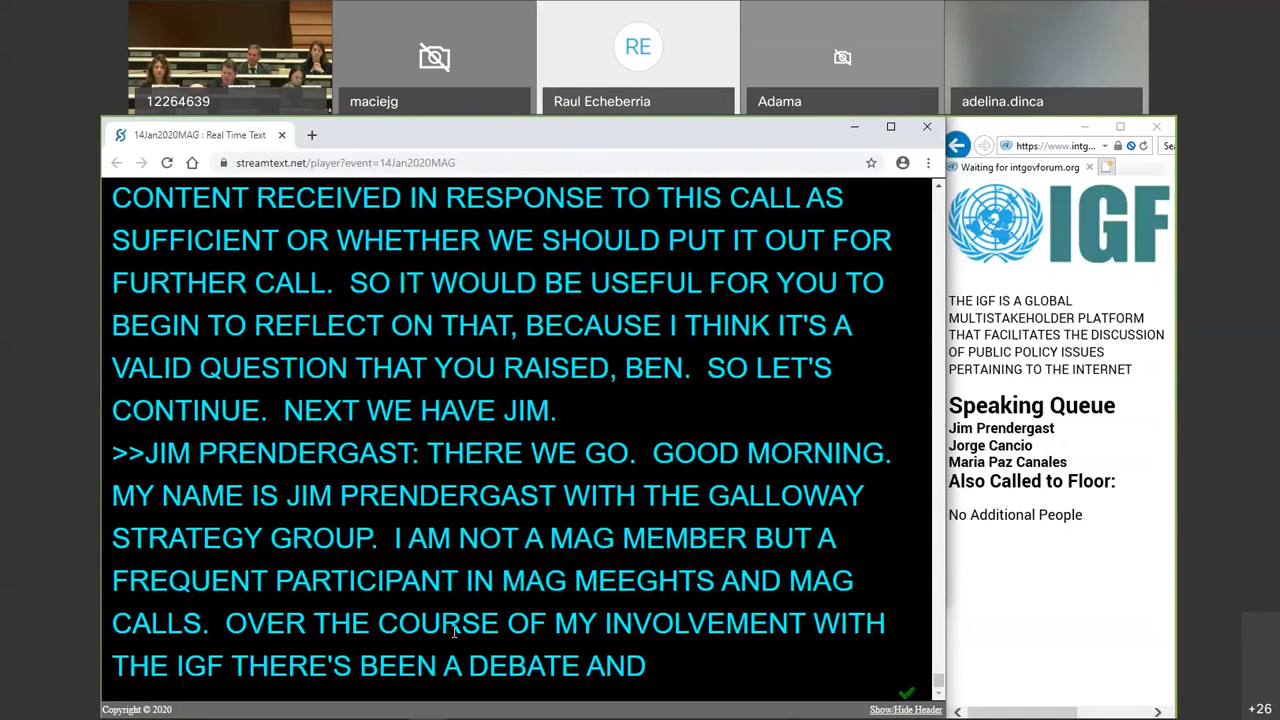 RE
12264639
maciejg
Raul Echeberria
Adama
adelina.dinca
14Jan2020MAG : Real Time Text
streamtext.net/player?event=14Jan2020MAG
CONTENT RECEIVED IN RESPONSE TO THIS CALL AS
SUFFICIENT OR WHETHER WE SHOULD PUT IT OUT FOR
FURTHER CALL.  SO IT WOULD BE USEFUL FOR YOU TO
BEGIN TO REFLECT ON THAT, BECAUSE I THINK IT'S A
VALID QUESTION THAT YOU RAISED, BEN.  SO LET'S
CONTINUE.  NEXT WE HAVE JIM.
>>JIM PRENDERGAST: THERE WE GO.  GOOD MORNING.
MY NAME IS JIM PRENDERGAST WITH THE GALLOWAY
STRATEGY GROUP.  I AM NOT A MAG MEMBER BUT A
FREQUENT PARTICIPANT IN MAG MEEGHTS AND MAG
CALLS.  OVER THE COURSE OF MY INVOLVEMENT WITH
THE IGF THERE'S BEEN A DEBATE AND
Copyright © 2020
Show/Hide Header
https://www.intg...
Sea
Waiting for intgovforum.org
IGF
THE IGF IS A GLOBAL
MULTISTAKEHOLDER PLATFORM
THAT FACILITATES THE DISCUSSION
OF PUBLIC POLICY ISSUES
PERTAINING TO THE INTERNET
Speaking Queue
Jim Prendergast
Jorge Cancio
Maria Paz Canales
Also Called to Floor:
No Additional People
+26